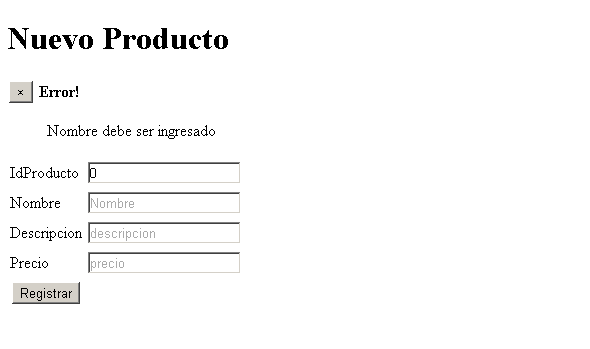 Nuevo Producto
× Error!
Nombre debe ser ingresado
IdProducto 0
Nombre Nombre
Descripcion descripcion
Precio precio
Registrar